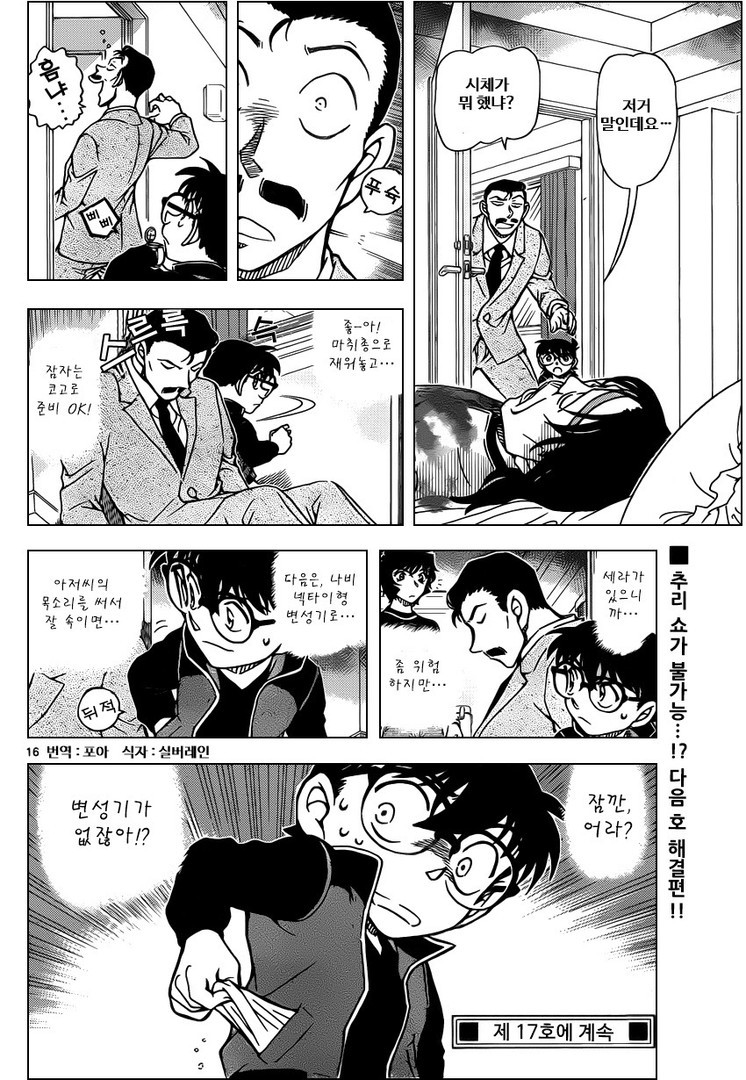 저거
말인데요…
시체가
뭐 했냐?
푸슉
흠
냐…
삐삐
좋-아!
마취총으로
재워놓고…
슥
스르륵
잠자는
코고로
준비 OK!
세라가
있으니
까…
좀 위험
하지만…
다음은, 나비
넥타이형
변성기로…
아저씨의
목소리를 써서
잘 속이면…
뒤적
16 번역 : 포아 식자 : 실버레인
잠깐,
어라?
변성기가
없잖아!?
■ 추리 쇼가 불가능…!? 다음 호 해결편!!
■ 제 17호에 계속 ■